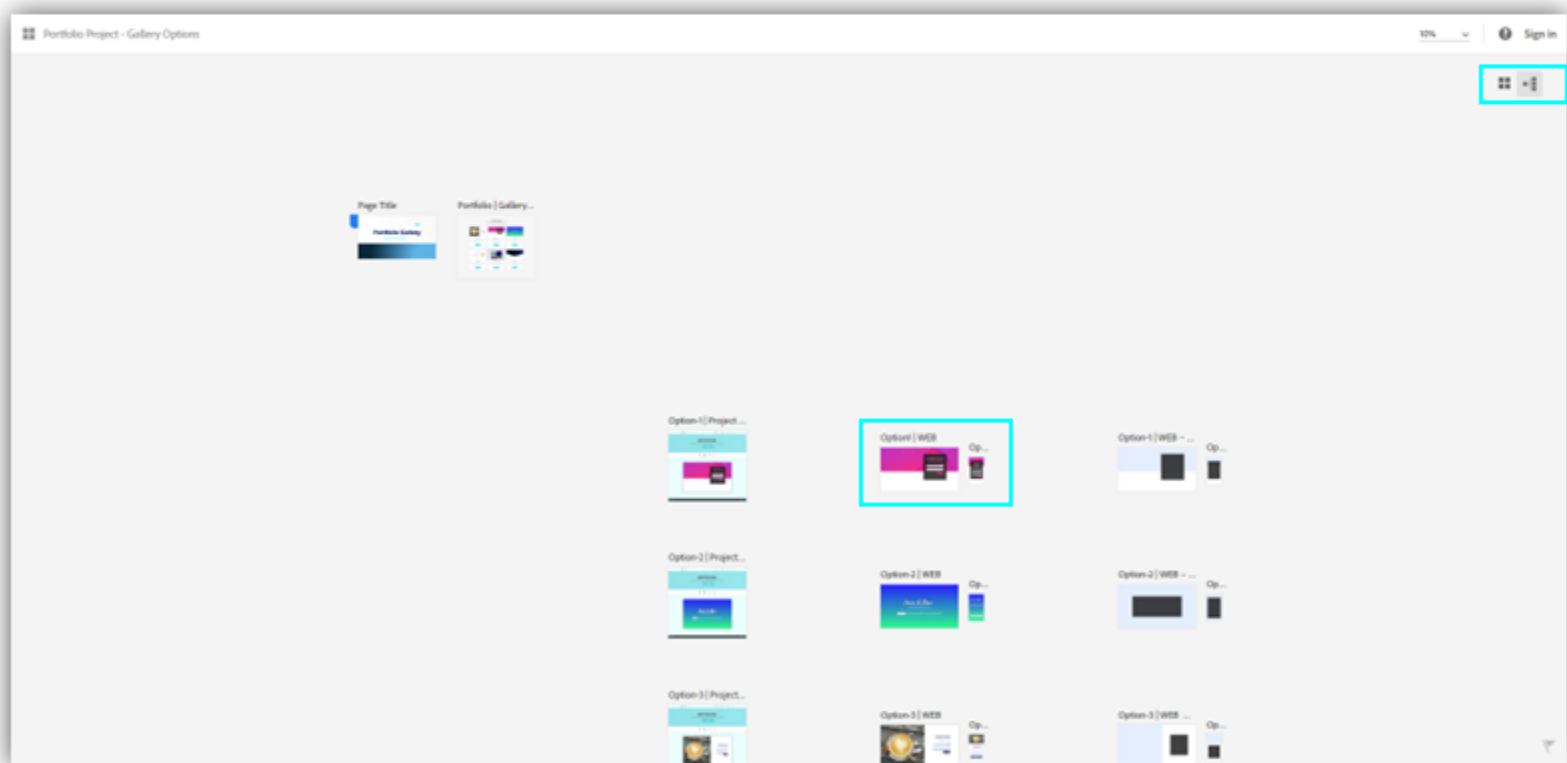 Portfolio Project - Gallery Options
10%
Sign in
Page Title
Portfolio | Gallery...
Portfolio Gallery
Option-1 | Project ...
Option1 | WEB
Op...
Option-1 | WEB – ...
Op...
Option-2 | Project...
Option-2 | WEB
Op...
Option-2 | WEB – ...
Op...
Option-3 | Project...
Option-3 | WEB
Op...
Option-3 | WEB ...
Op...